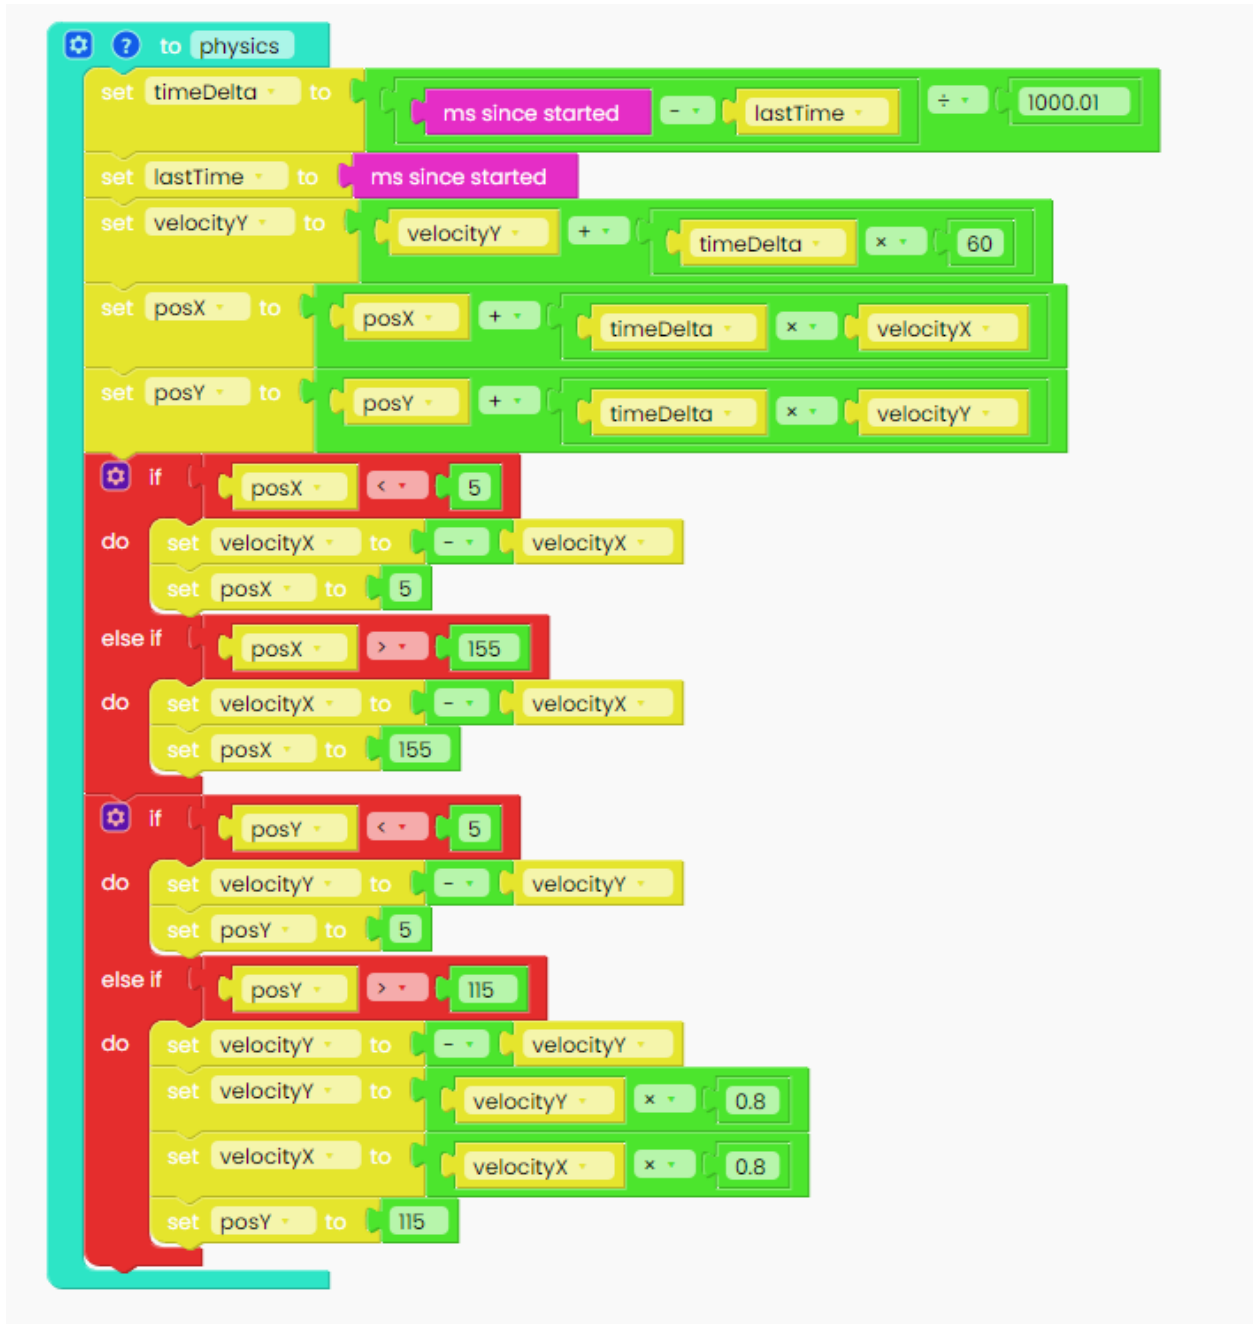 ? to physics
set timeDelta to ms since started - lastTime ÷ 1000.01
set lastTime to ms since started
set velocityY to velocityY + timeDelta × 60
set posX to posX + timeDelta × velocityX
set posY to posY + timeDelta × velocityY
if posX < 5
do set velocityX to - velocityX
set posX to 5
else if posX > 155
do set velocityX to - velocityX
set posX to 155
if posY < 5
do set velocityY to - velocityY
set posY to 5
else if posY > 115
do set velocityY to - velocityY
set velocityY to velocityY × 0.8
set velocityX to velocityX × 0.8
set posY to 115